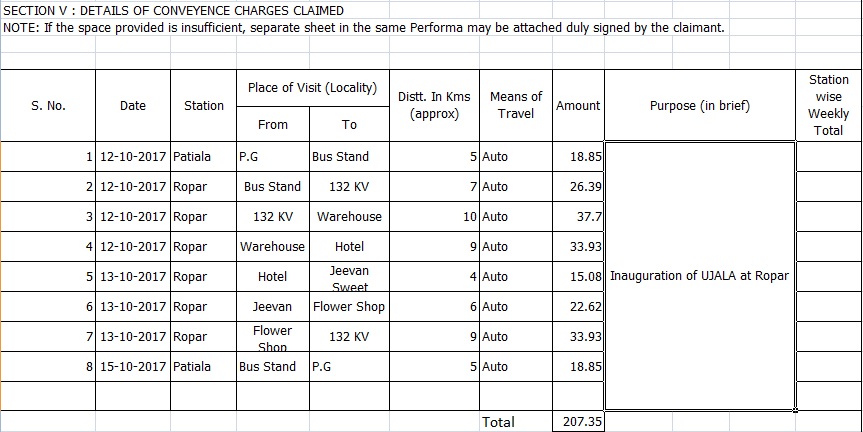 SECTION V : DETAILS OF CONVEYENCE CHARGES CLAIMED
NOTE: If the space provided is insufficient, separate sheet in the same Performa may be attached duly signed by the claimant.
S. No. Date Station Place of Visit (Locality) From To Distt. In Kms (approx) Means of Travel Amount Purpose (in brief) Station wise Weekly Total
1 12-10-2017 Patiala P.G Bus Stand 5 Auto 18.85
2 12-10-2017 Ropar Bus Stand 132 KV 7 Auto 26.39
3 12-10-2017 Ropar 132 KV Warehouse 10 Auto 37.7
4 12-10-2017 Ropar Warehouse Hotel 9 Auto 33.93
5 13-10-2017 Ropar Hotel Jeevan Sweet 4 Auto 15.08 Inauguration of UJALA at Ropar
6 13-10-2017 Ropar Jeevan Flower Shop 6 Auto 22.62
7 13-10-2017 Ropar Flower Shop 132 KV 9 Auto 33.93
8 15-10-2017 Patiala Bus Stand P.G 5 Auto 18.85
Total 207.35